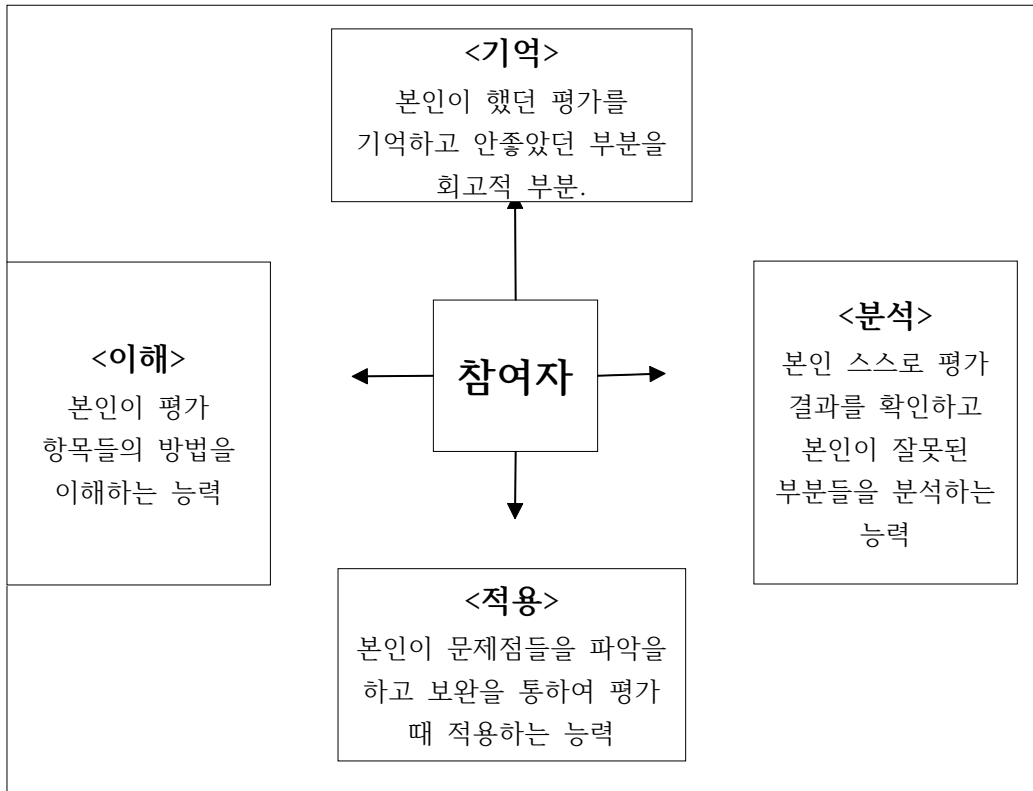 <기억>
본인이 했던 평가를
기억하고 안좋았던 부분을
회고적 부분.
<이해>
본인이 평가
항목들의 방법을
이해하는 능력
참여자
<분석>
본인 스스로 평가
결과를 확인하고
본인이 잘못된
부분들을 분석하는
능력
<적용>
본인이 문제점들을 파악을
하고 보완을 통하여 평가
때 적용하는 능력